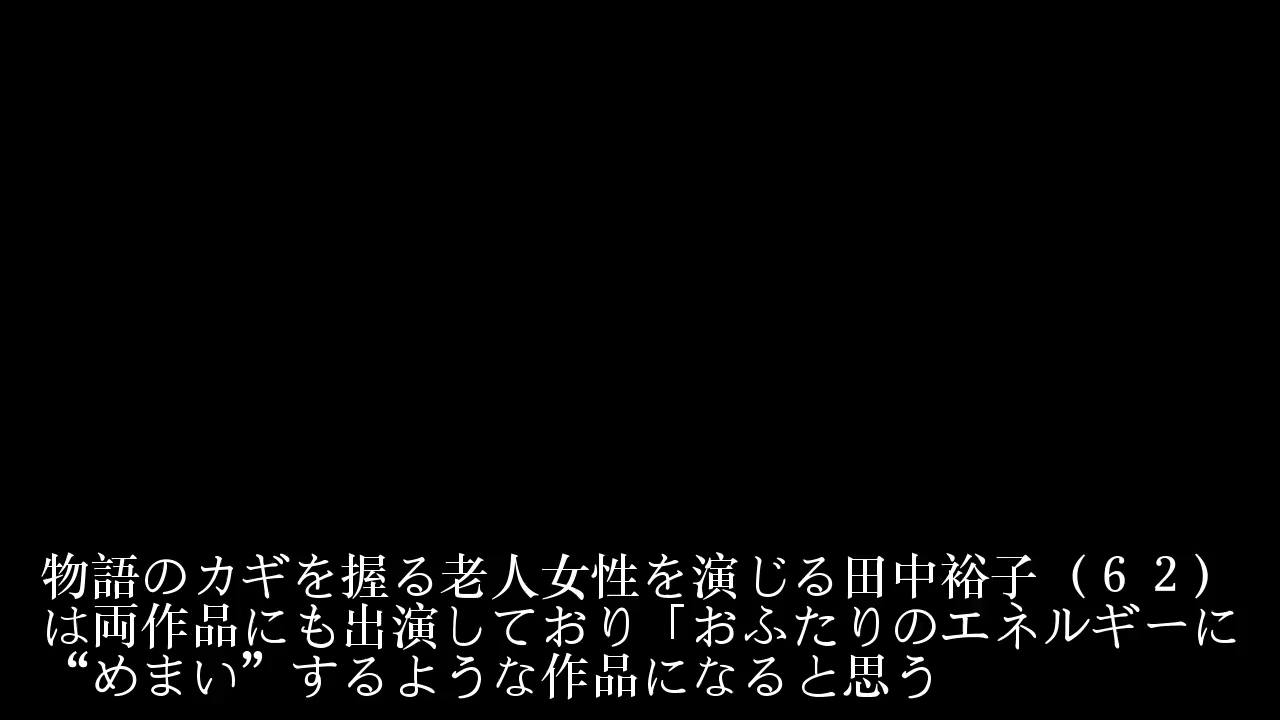 物語のカギを握る老人女性を演じる田中裕子（６２）
は両作品にも出演しており「おふたりのエネルギーに
“めまい”するような作品になると思う